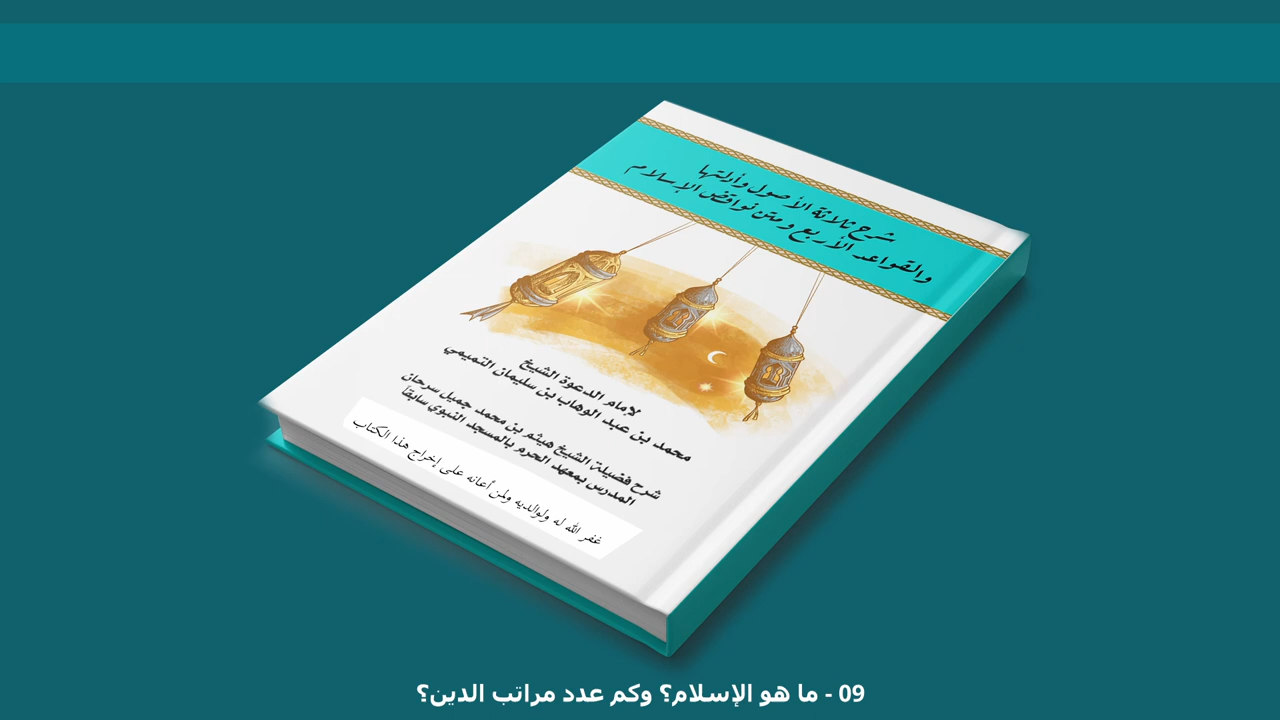 شرح ثلاثة الأصول وأدلتها
والقواعد الأربع ومتن نواقض الإسلام
لإمام الدعوة الشيخ
محمد بن عبد الوهاب بن سليمان التميمي
شرح فضيلة الشيخ هيثم بن محمد جميل سرحان
المدرس بمعهد الحرم بالمسجد النبوي سابقاً
غفر الله له ولوالديه ولمن أعانه على إخراج هذا الكتاب
09 - ما هو الإسلام؟ وكم عدد مراتب الدين؟